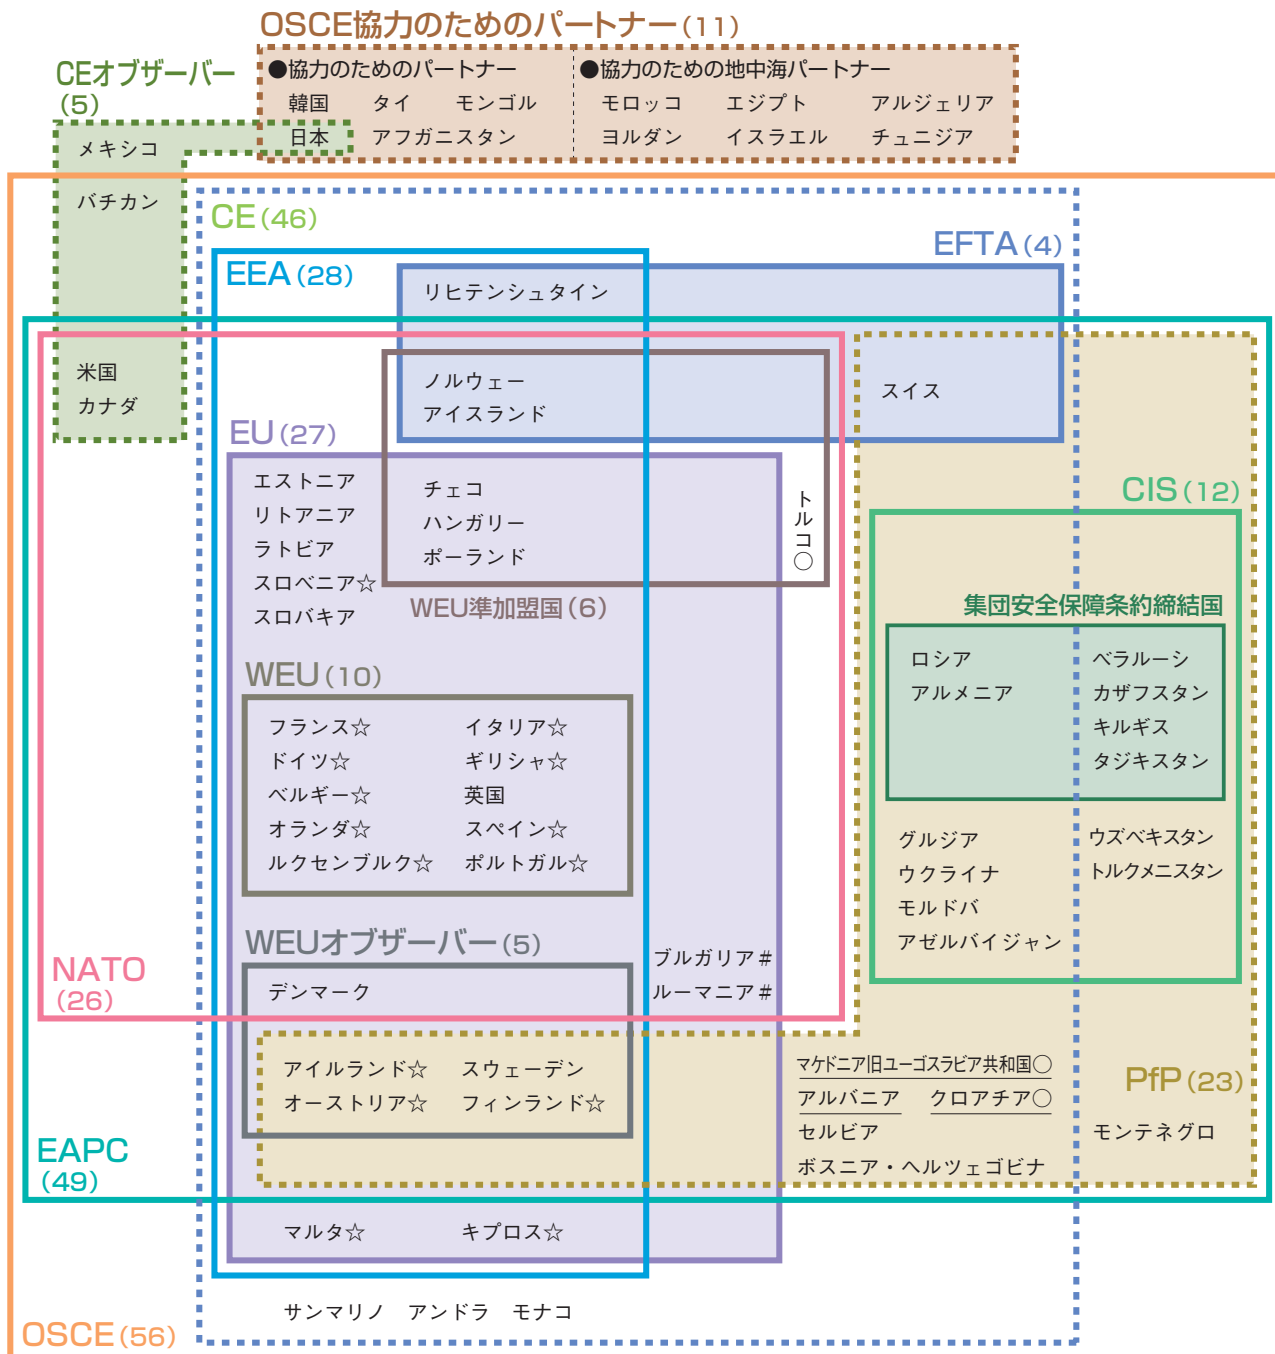 OSCE協力のためのパートナー(11)
CEオブザーバー
(5)
●協力のためのパートナー
韓国 タイ モンゴル
日本 アフガニスタン
●協力のための地中海パートナー
モロッコ エジプト アルジェリア
ヨルダン イスラエル チュニジア
メキシコ
バチカン
CE(46)
EFTA(4)
EEA(28)
リヒテンシュタイン
米国
カナダ
ノルウェー
アイスランド
スイス
EU(27)
エストニア
リトアニア
ラトビア
スロベニア☆
スロバキア
チェコ
ハンガリー
ポーランド
トルコ○
WEU準加盟国(6)
CIS(12)
集団安全保障条約締結国
ロシア
アルメニア
ベラルーシ
カザフスタン
キルギス
タジキスタン
WEU(10)
フランス☆ イタリア☆
ドイツ☆ ギリシャ☆
ベルギー☆ 英国
オランダ☆ スペイン☆
ルクセンブルク☆ ポルトガル☆
グルジア
ウクライナ
モルドバ
アゼルバイジャン
ウズベキスタン
トルクメニスタン
WEUオブザーバー(5)
デンマーク
ブルガリア#
ルーマニア#
NATO
(26)
アイルランド☆ スウェーデン
オーストリア☆ フィンランド☆
マケドニア旧ユーゴスラビア共和国○
アルバニア クロアチア○
セルビア
ボスニア・ヘルツェゴビナ
PfP(23)
モンテネグロ
EAPC
(49)
マルタ☆ キプロス☆
サンマリノ アンドラ モナコ
OSCE(56)